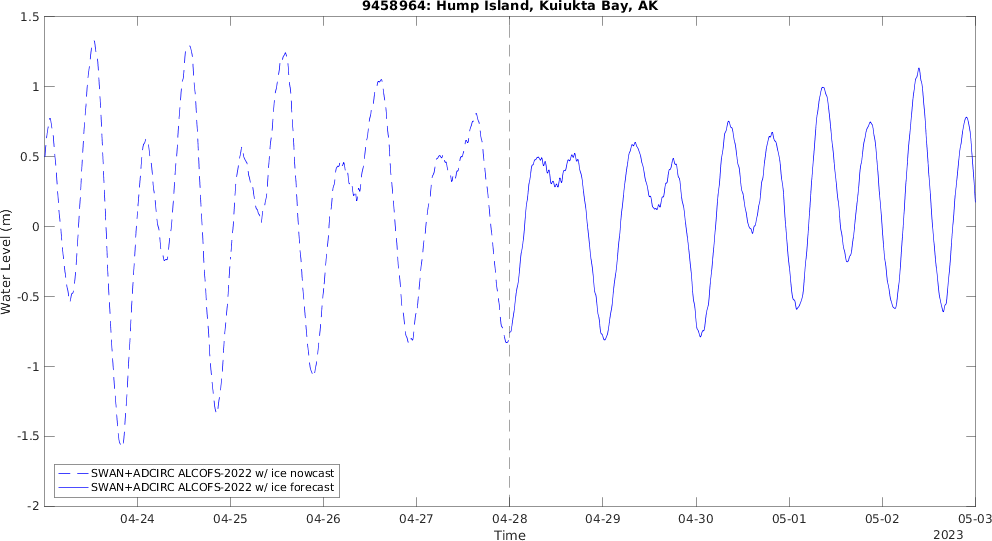 9458964: Hump Island, Kuiukta Bay, AK
1.5
1
0.5
0
-0.5
-1
-1.5
-2
Water Level (m)
SWAN+ADCIRC ALCOFS-2022 w/ ice nowcast
SWAN+ADCIRC ALCOFS-2022 w/ ice forecast
04-24 04-25 04-26 04-27 04-28 04-29 04-30 05-01 05-02 05-03
Time
2023